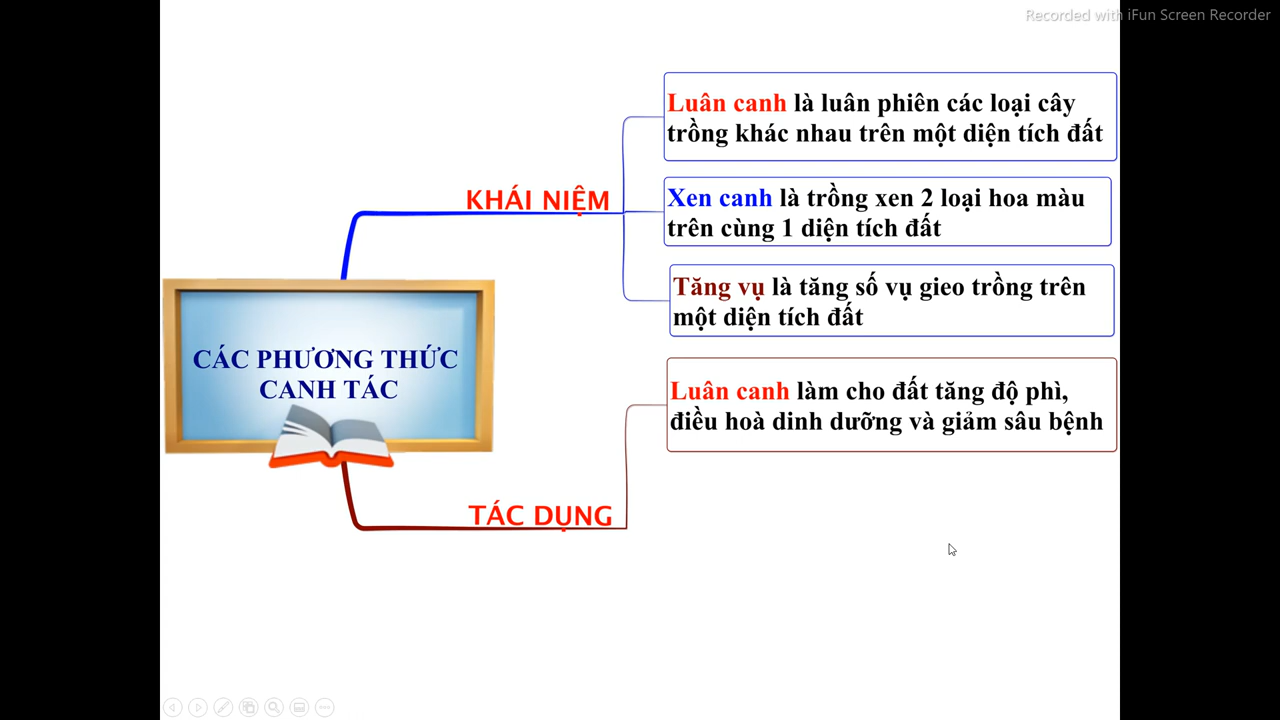 Recorded with iFun Screen Recorder
Luân canh là luân phiên các loại cây
trồng khác nhau trên một diện tích đất
KHÁI NIỆM
Xen canh là trồng xen 2 loại hoa màu
trên cùng 1 diện tích đất
Tăng vụ là tăng số vụ gieo trồng trên
một diện tích đất
CÁC PHƯƠNG THỨC
CANH TÁC
Luân canh làm cho đất tăng độ phì,
điều hoà dinh dưỡng và giảm sâu bệnh
TÁC DỤNG